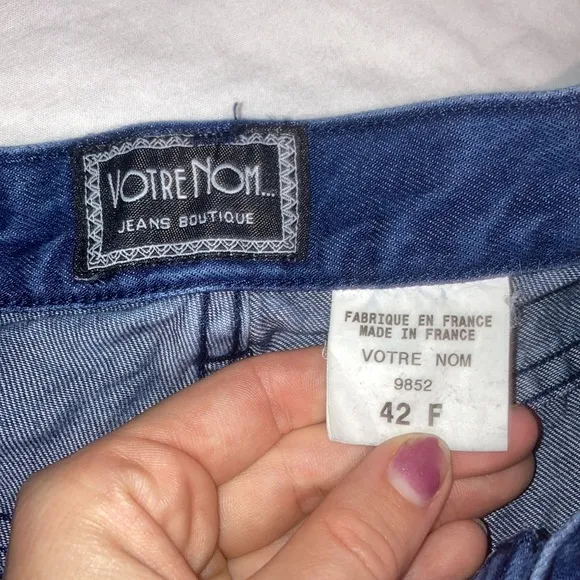 VOTRE NOM...
JEANS BOUTIQUE
FABRIQUE EN FRANCE
MADE IN FRANCE
VOTRE NOM
9852
42 F